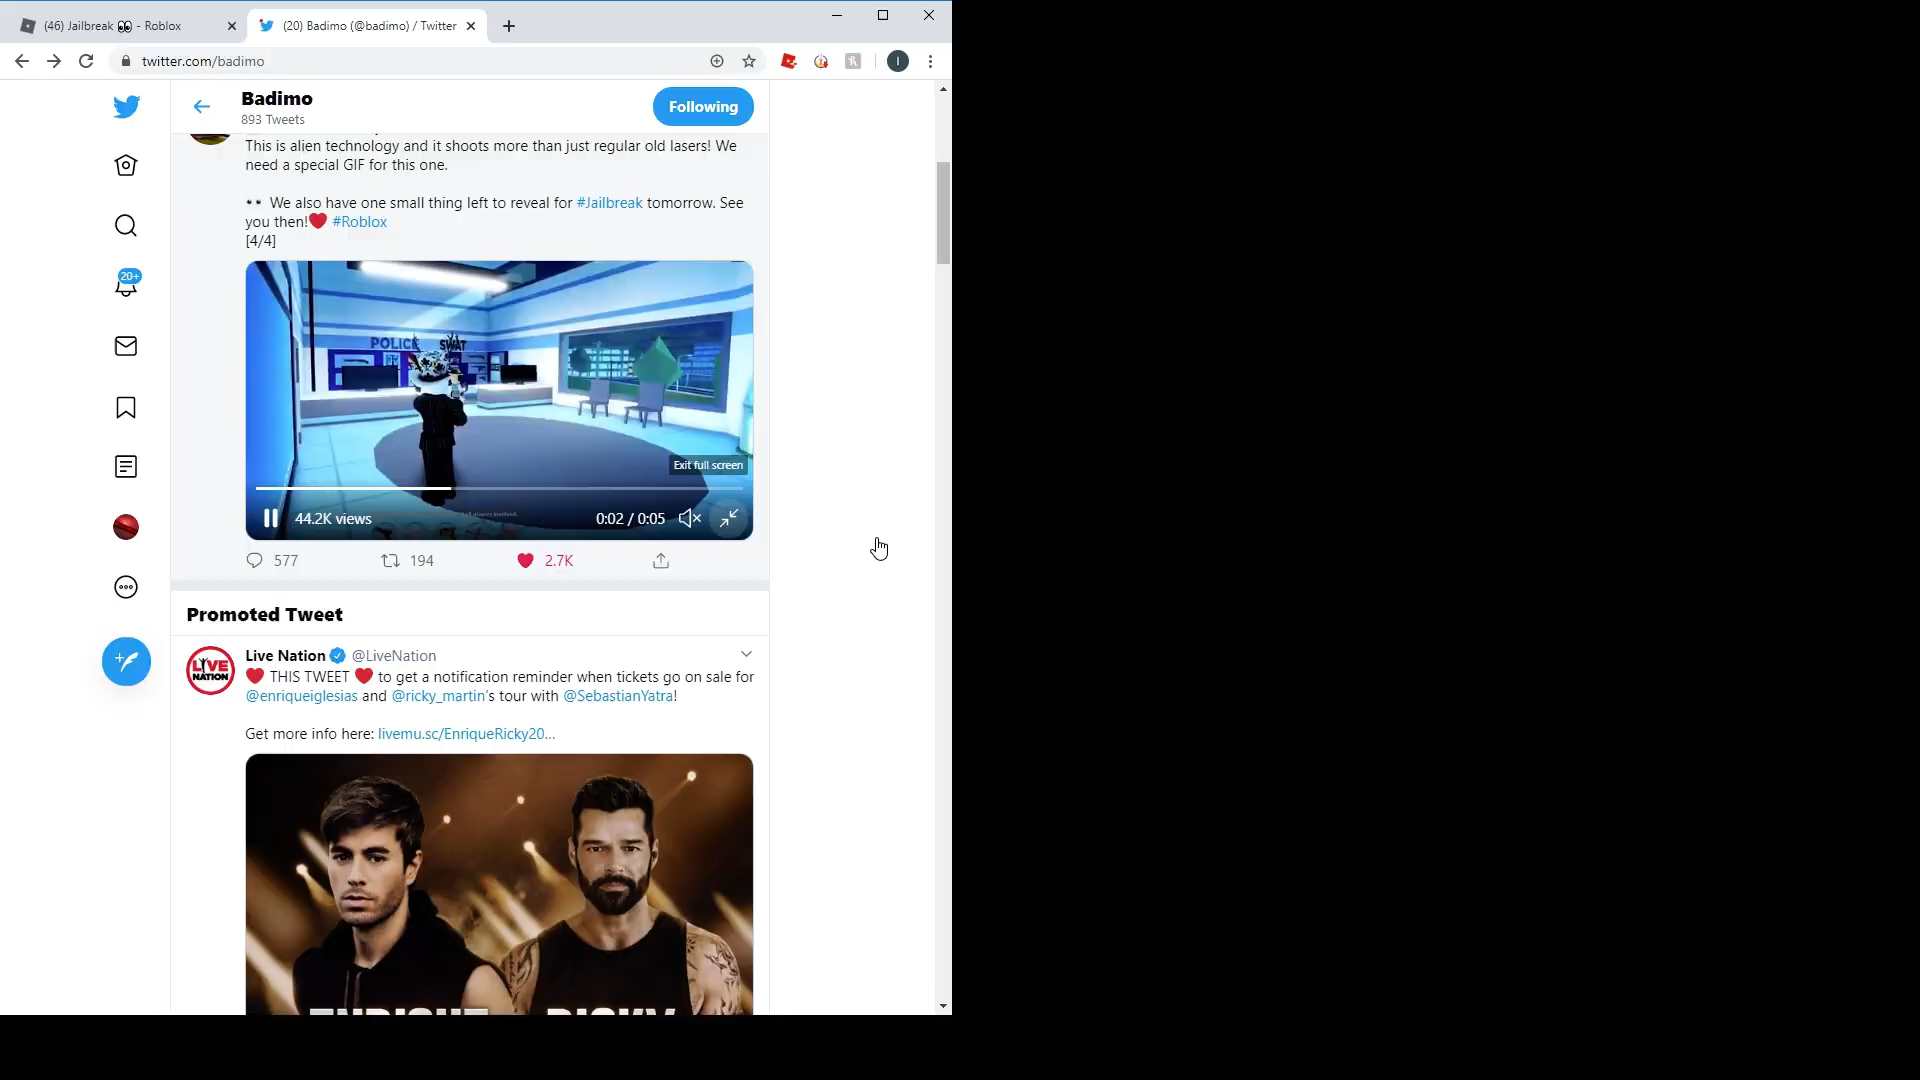 (46) Jailbreak 👀 - Roblox
(20) Badimo (@badimo) / Twitter
twitter.com/badimo
I
Badimo
893 Tweets
Following
This is alien technology and it shoots more than just regular old lasers! We
need a special GIF for this one.
👀 We also have one small thing left to reveal for #Jailbreak tomorrow. See
you then!❤️ #Roblox
[4/4]
20+
POLICE SWAT
Exit full screen
44.2K views
0:02 / 0:05
577
194
2.7K
Promoted Tweet
LIVE NATION
Live Nation @LiveNation
❤️ THIS TWEET ❤️ to get a notification reminder when tickets go on sale for
@enriqueiglesias and @ricky_martin's tour with @SebastianYatra!
Get more info here: livemu.sc/EnriqueRicky20...
ENRIQUE RICKY